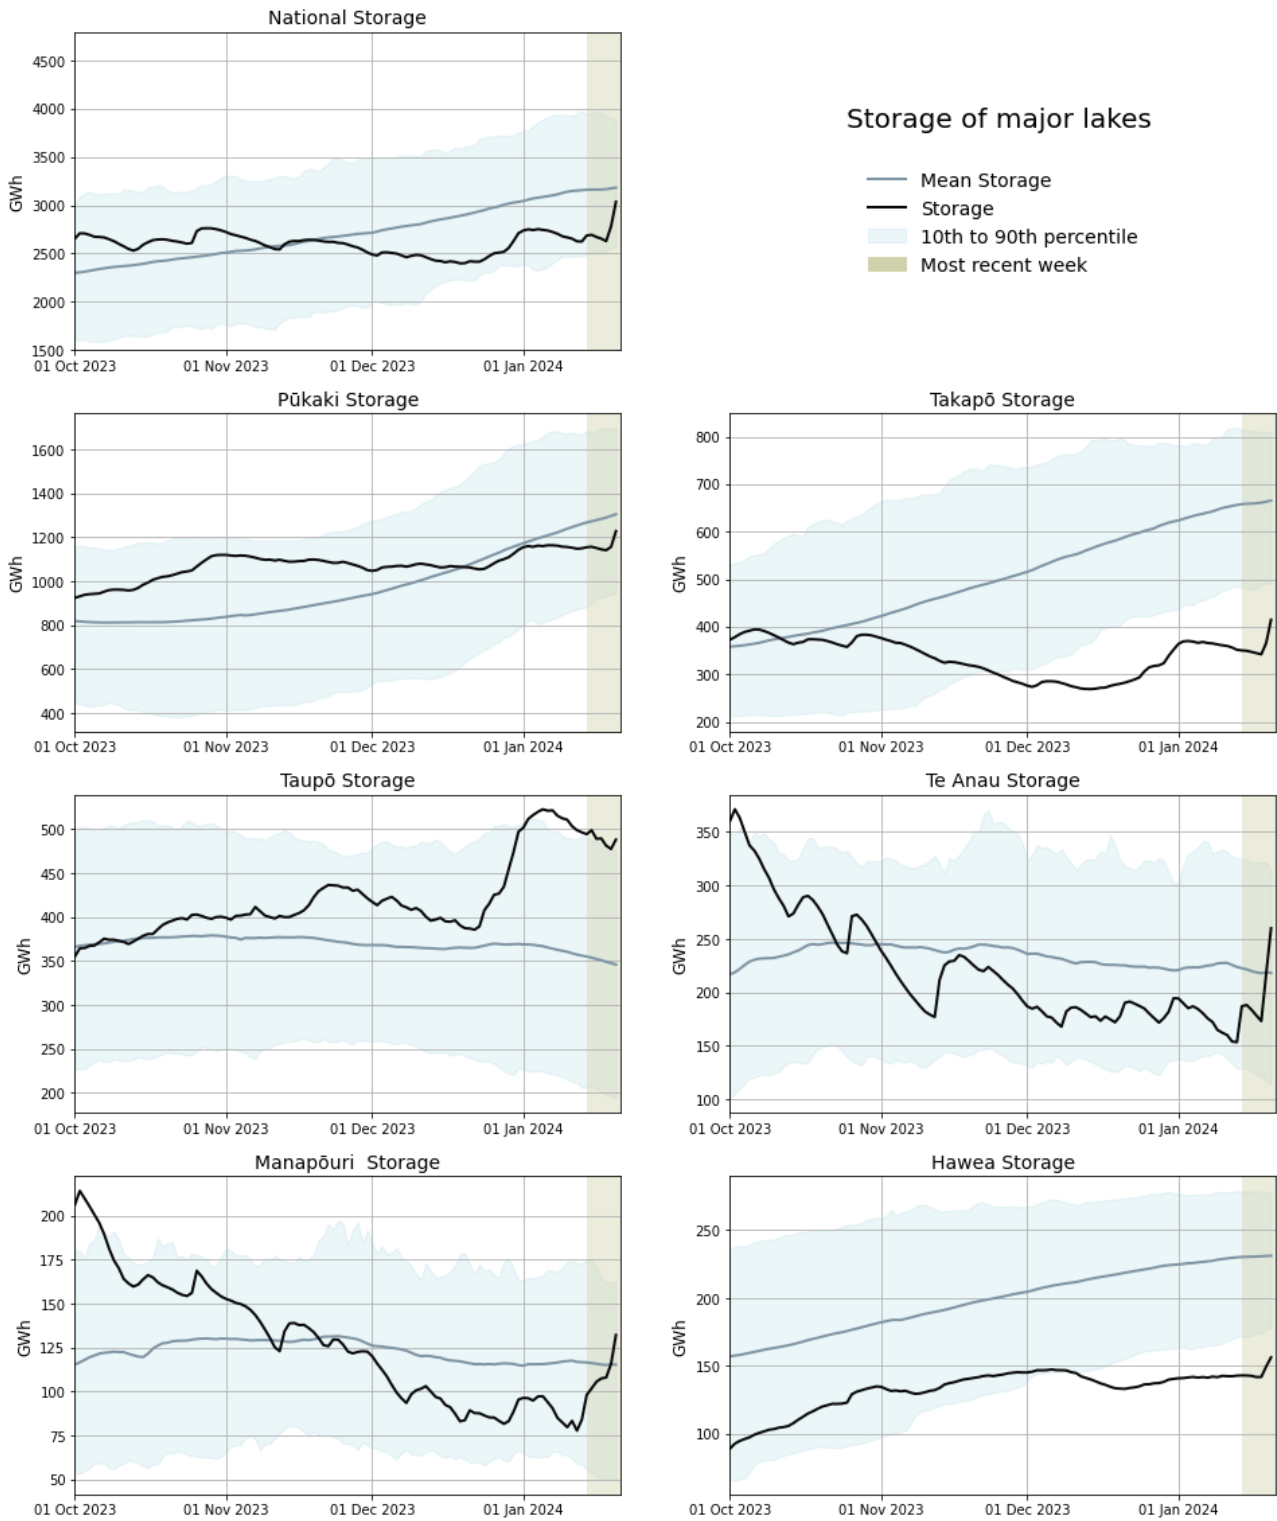 National Storage
4500
4000
3500
3000
2500
2000
1500
GWh
01 Oct 2023 01 Nov 2023 01 Dec 2023 01 Jan 2024
Storage of major lakes
Mean Storage
Storage
10th to 90th percentile
Most recent week
Pūkaki Storage
1600
1400
1200
1000
800
600
400
GWh
01 Oct 2023 01 Nov 2023 01 Dec 2023 01 Jan 2024
Takapō Storage
800
700
600
500
400
300
200
GWh
01 Oct 2023 01 Nov 2023 01 Dec 2023 01 Jan 2024
Taupō Storage
500
450
400
350
300
250
200
GWh
01 Oct 2023 01 Nov 2023 01 Dec 2023 01 Jan 2024
Te Anau Storage
350
300
250
200
150
100
GWh
01 Oct 2023 01 Nov 2023 01 Dec 2023 01 Jan 2024
Manapōuri  Storage
200
175
150
125
100
75
50
GWh
01 Oct 2023 01 Nov 2023 01 Dec 2023 01 Jan 2024
Hawea Storage
250
200
150
100
GWh
01 Oct 2023 01 Nov 2023 01 Dec 2023 01 Jan 2024